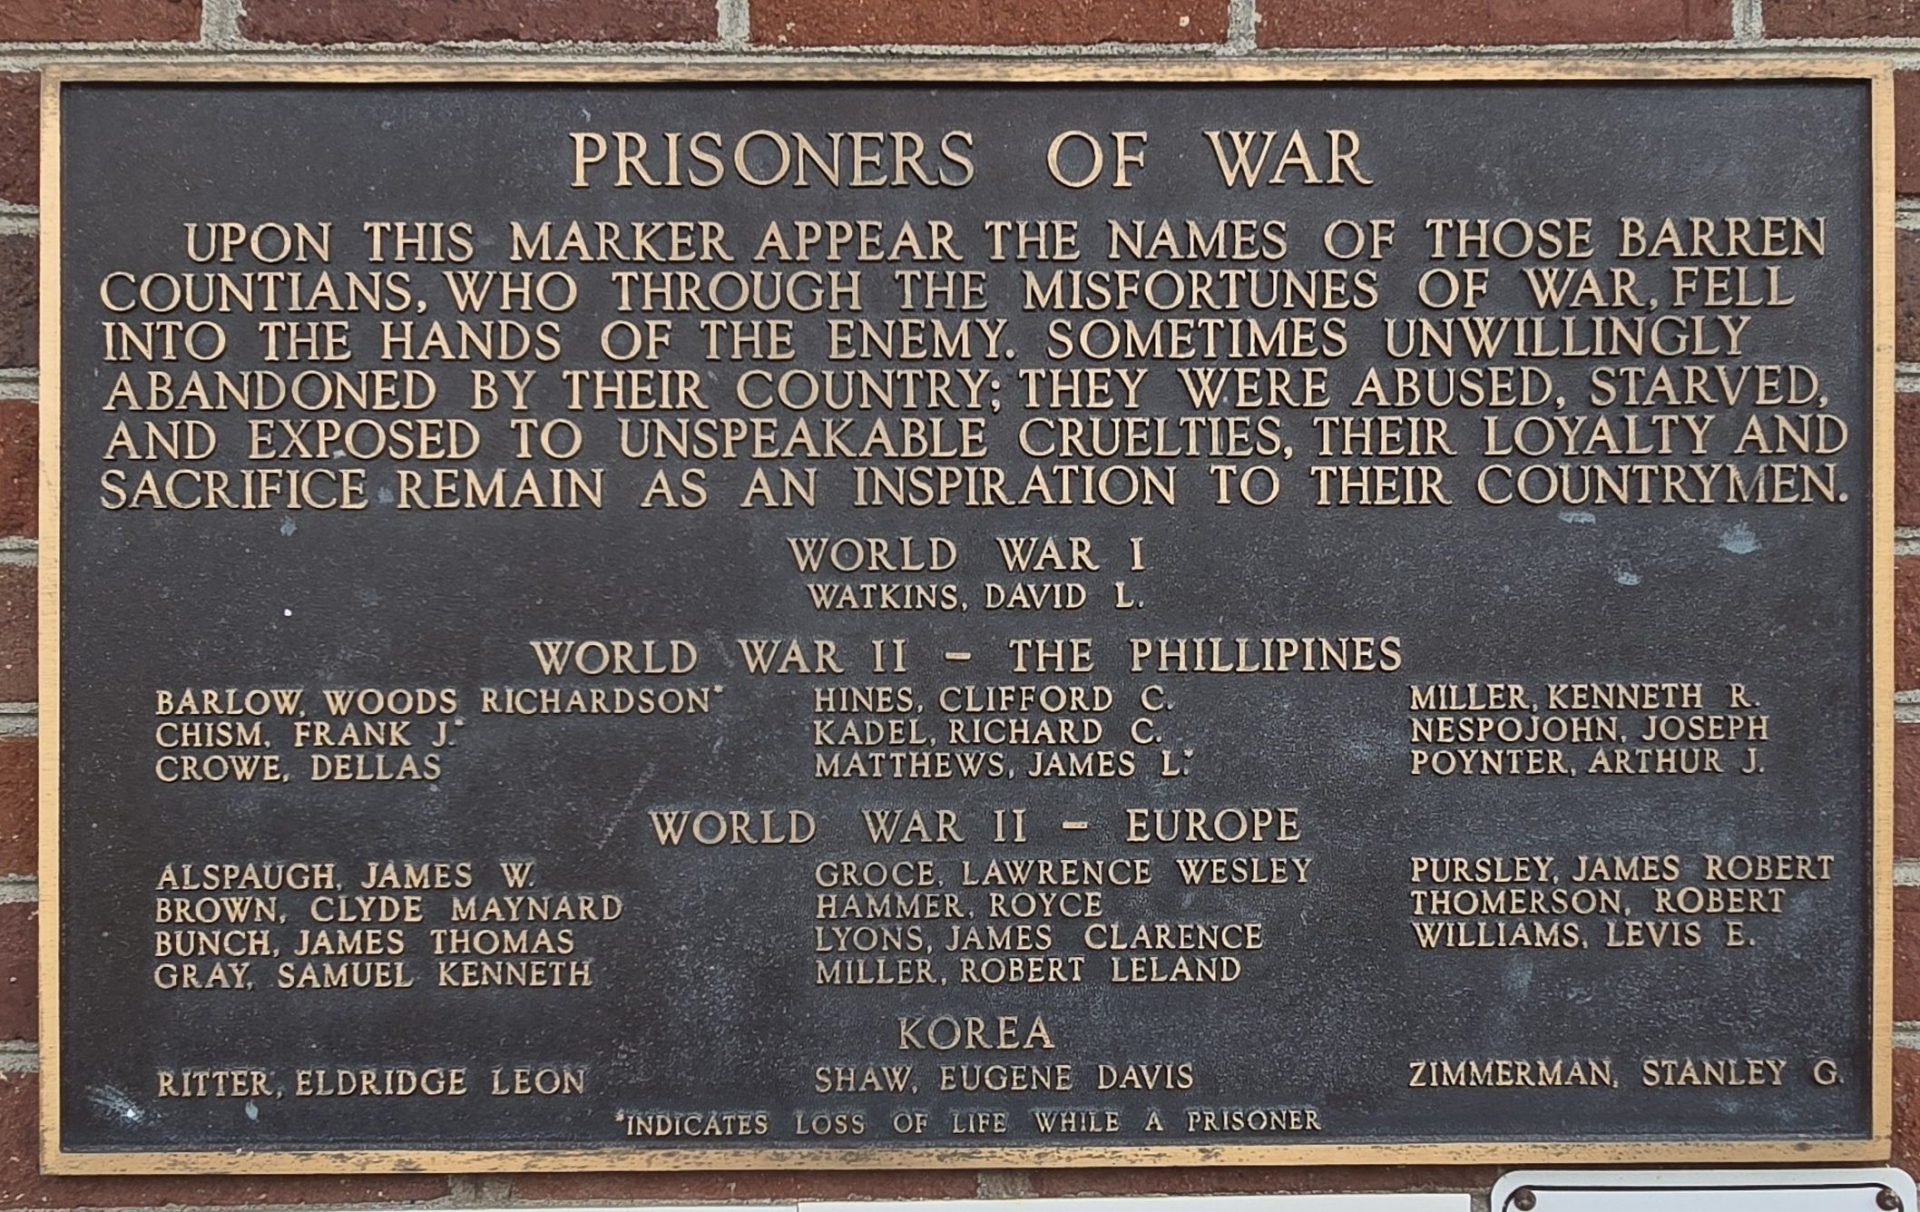 PRISONERS OF WAR
UPON THIS MARKER APPEAR THE NAMES OF THOSE BARREN
COUNTIANS, WHO THROUGH THE MISFORTUNES OF WAR, FELL
INTO THE HANDS OF THE ENEMY. SOMETIMES UNWILLINGLY
ABANDONED BY THEIR COUNTRY; THEY WERE ABUSED, STARVED,
AND EXPOSED TO UNSPEAKABLE CRUELTIES, THEIR LOYALTY AND
SACRIFICE REMAIN AS AN INSPIRATION TO THEIR COUNTRYMEN.
WORLD WAR I
WATKINS, DAVID L.
WORLD WAR II - THE PHILLIPINES
BARLOW, WOODS RICHARDSON* HINES, CLIFFORD C. MILLER, KENNETH R.
CHISM, FRANK J.* KADEL, RICHARD C. NESPOJOHN, JOSEPH
CROWE, DELLAS MATTHEWS, JAMES L.* POYNTER, ARTHUR J.
WORLD WAR II - EUROPE
ALSPAUGH, JAMES W. GROCE, LAWRENCE WESLEY PURSLEY, JAMES ROBERT
BROWN, CLYDE MAYNARD HAMMER, ROYCE THOMERSON, ROBERT
BUNCH, JAMES THOMAS LYONS, JAMES CLARENCE WILLIAMS, LEVIS E.
GRAY, SAMUEL KENNETH MILLER, ROBERT LELAND
KOREA
RITTER, ELDRIDGE LEON SHAW, EUGENE DAVIS ZIMMERMAN, STANLEY G.
*INDICATES LOSS OF LIFE WHILE A PRISONER